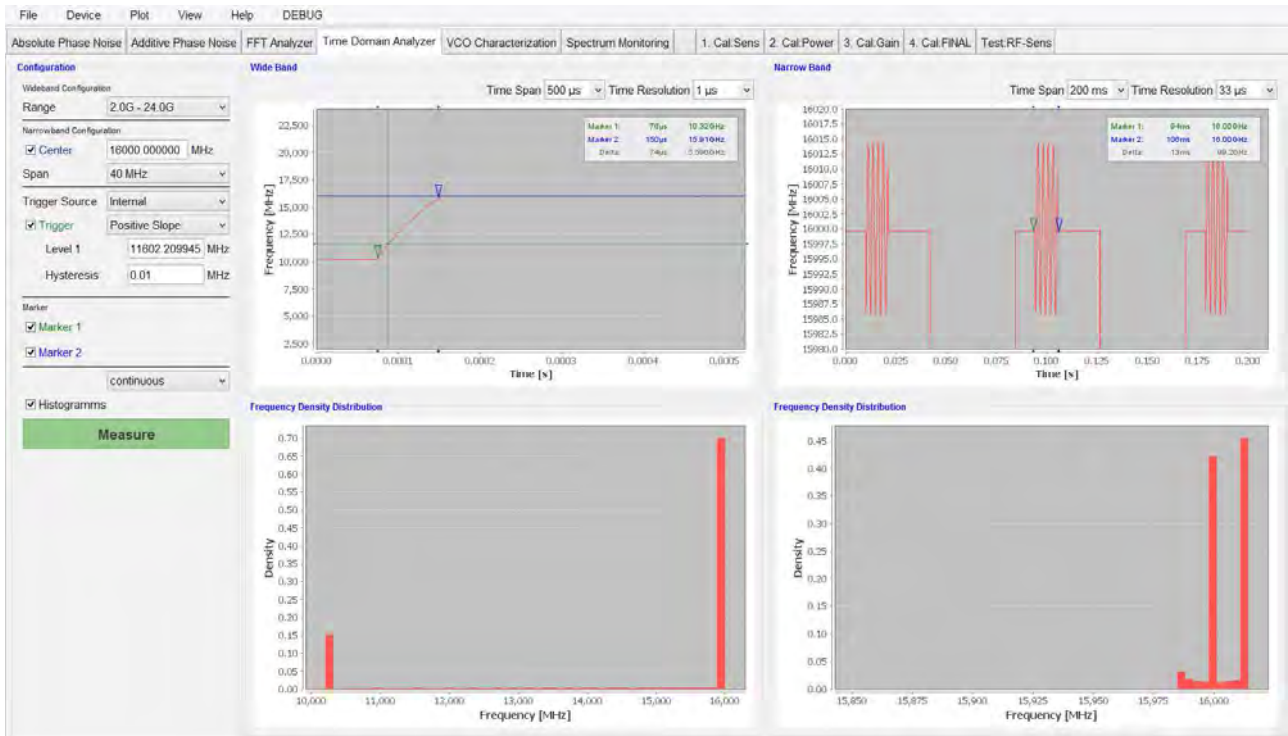 File Device Plot View Help DEBUG
Absolute Phase Noise Additive Phase Noise FFT Analyzer Time Domain Analyzer VCO Characterization Spectrum Monitoring 1. Cal.Sens 2. Cal.Power 3. Cal.Gain 4. Cal.FINAL Test:RF-Sens
Configuration
Wideband Configuration
Range 2.0G - 24.0G
Narrowband Configuration
Center 16000 000000 MHz
Span 40 MHz
Trigger Source Internal
Trigger Positive Slope
Level 1 11602 209945 MHz
Hysteresis 0.01 MHz
Marker
Marker 1
Marker 2
continuous
Histogramms
Measure
Wide Band
Time Span 500 µs Time Resolution 1 µs
Marker 1:
Marker 2:
Delta:
22,500
20,000
17,500
15,000
12,500
10,000
7,500
5,000
2,500
Frequency [MHz]
0.0000 0.0001 0.0002 0.0003 0.0004 0.0005
Time [s]
Narrow Band
Time Span 200 ms Time Resolution 33 µs
Marker 1:
Marker 2:
Delta:
16020.0
16017.5
16015.0
16012.5
16010.0
16007.5
16005.0
16002.5
16000.0
15997.5
15995.0
15992.5
15990.0
15987.5
15985.0
15982.5
15980.0
Frequency [MHz]
0.000 0.025 0.050 0.075 0.100 0.125 0.150 0.175 0.200
Time [s]
Frequency Density Distribution
0.70
0.65
0.60
0.55
0.50
0.45
0.40
0.35
0.30
0.25
0.20
0.15
0.10
0.05
0.00
Density
10,000 11,000 12,000 13,000 14,000 15,000 16,000
Frequency [MHz]
Frequency Density Distribution
0.45
0.40
0.35
0.30
0.25
0.20
0.15
0.10
0.05
0.00
Density
15,850 15,875 15,900 15,925 15,950 15,975 16,000
Frequency [MHz]